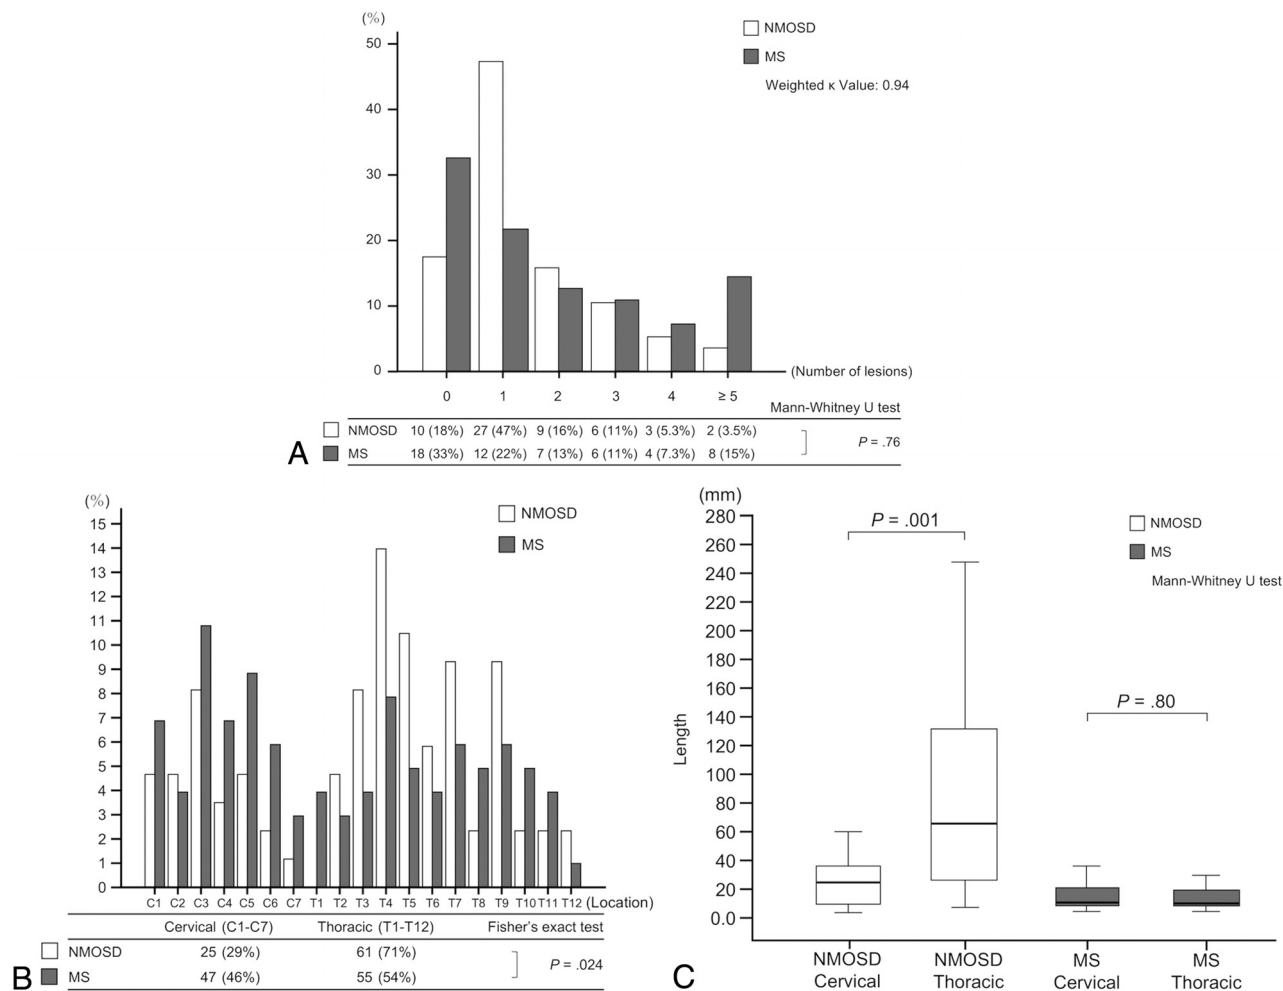 (%)
NMOSD
MS
Weighted κ Value: 0.94
50
40
30
20
10
0
(Number of lesions)
0 1 2 3 4 ≥ 5
Mann-Whitney U test
NMOSD 10 (18%) 27 (47%) 9 (16%) 6 (11%) 3 (5.3%) 2 (3.5%)
P = .76
MS 18 (33%) 12 (22%) 7 (13%) 6 (11%) 4 (7.3%) 8 (15%)
A
(%)
NMOSD
MS
15
14
13
12
11
10
9
8
7
6
5
4
3
2
1
0
C1 C2 C3 C4 C5 C6 C7 T1 T2 T3 T4 T5 T6 T7 T8 T9 T10 T11 T12 (Location)
Cervical (C1-C7) Thoracic (T1-T12) Fisher's exact test
NMOSD 25 (29%) 61 (71%)
P = .024
MS 47 (46%) 55 (54%)
B
(mm)
P = .001
NMOSD
MS
Mann-Whitney U test
280
260
240
220
200
180
160
140
120
100
80
60
40
20
0.0
Length
P = .80
NMOSD NMOSD MS MS
Cervical Thoracic Cervical Thoracic
C